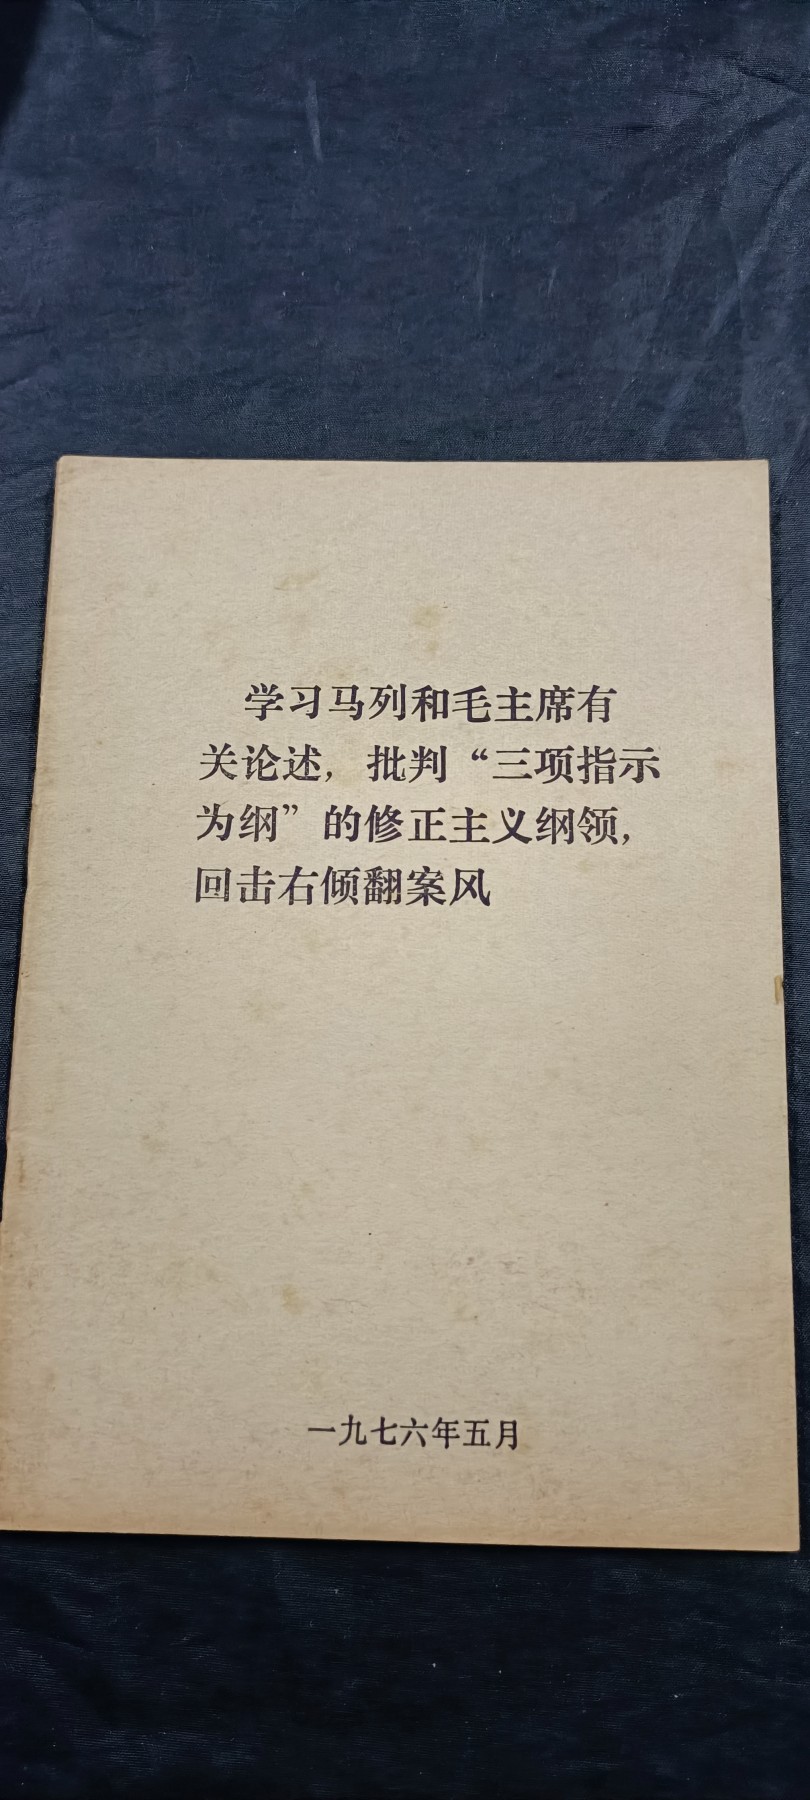 学习马列和毛主席有
关论述，批判“三项指示
为纲”的修正主义纲领，
回击右倾翻案风
一九七六年五月